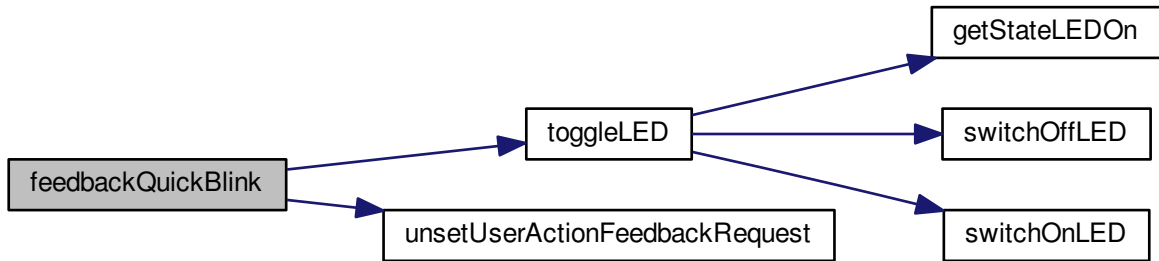 getStateLEDOn
toggleLED
switchOffLED
feedbackQuickBlink
unsetUserActionFeedbackRequest
switchOnLED